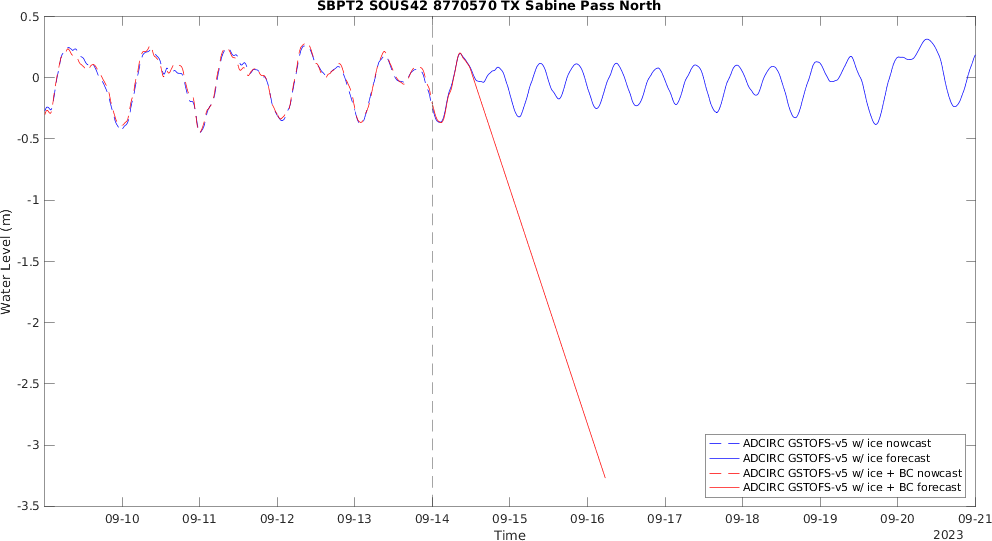 SBPT2 SOUS42 8770570 TX Sabine Pass North
0.5
0
-0.5
-1
-1.5
-2
-2.5
-3
-3.5
Water Level (m)
ADCIRC GSTOFS-v5 w/ ice nowcast
ADCIRC GSTOFS-v5 w/ ice forecast
ADCIRC GSTOFS-v5 w/ ice + BC nowcast
ADCIRC GSTOFS-v5 w/ ice + BC forecast
09-10 09-11 09-12 09-13 09-14 09-15 09-16 09-17 09-18 09-19 09-20 09-21
Time
2023